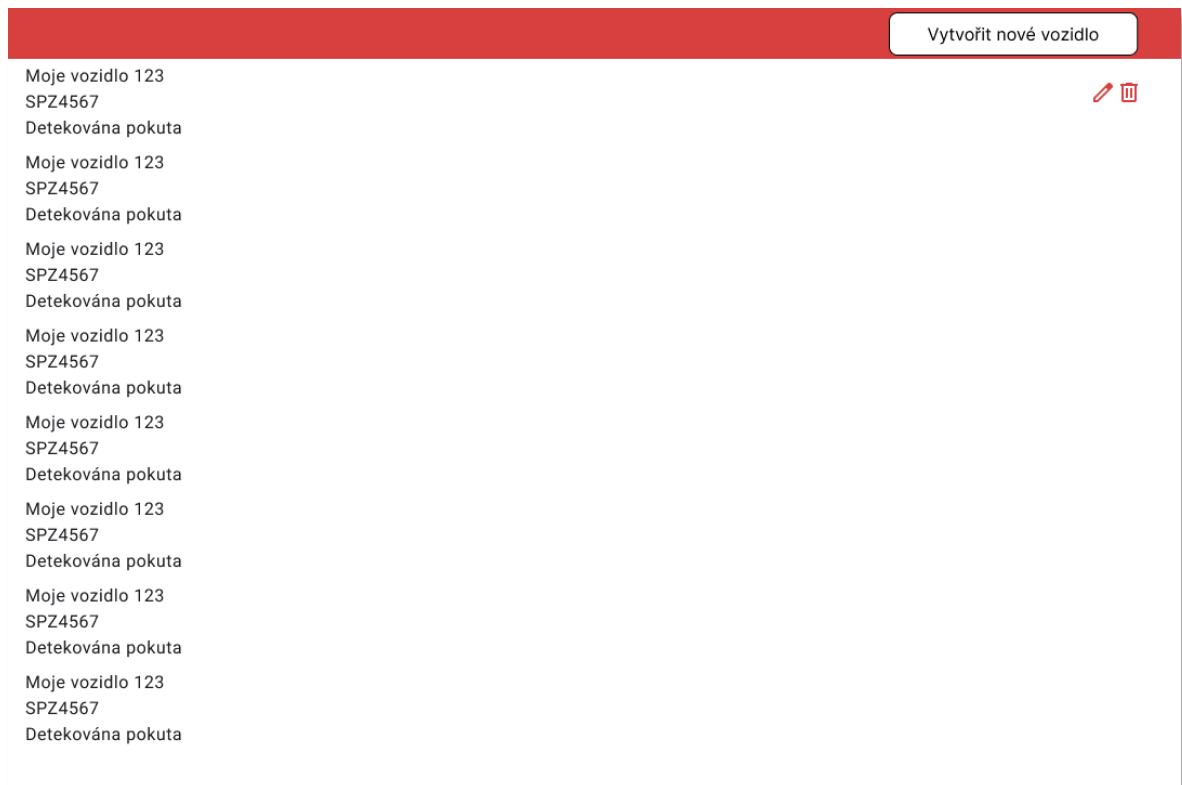 Vytvořit nové vozidlo
Moje vozidlo 123
SPZ4567
Detekována pokuta
Moje vozidlo 123
SPZ4567
Detekována pokuta
Moje vozidlo 123
SPZ4567
Detekována pokuta
Moje vozidlo 123
SPZ4567
Detekována pokuta
Moje vozidlo 123
SPZ4567
Detekována pokuta
Moje vozidlo 123
SPZ4567
Detekována pokuta
Moje vozidlo 123
SPZ4567
Detekována pokuta
Moje vozidlo 123
SPZ4567
Detekována pokuta